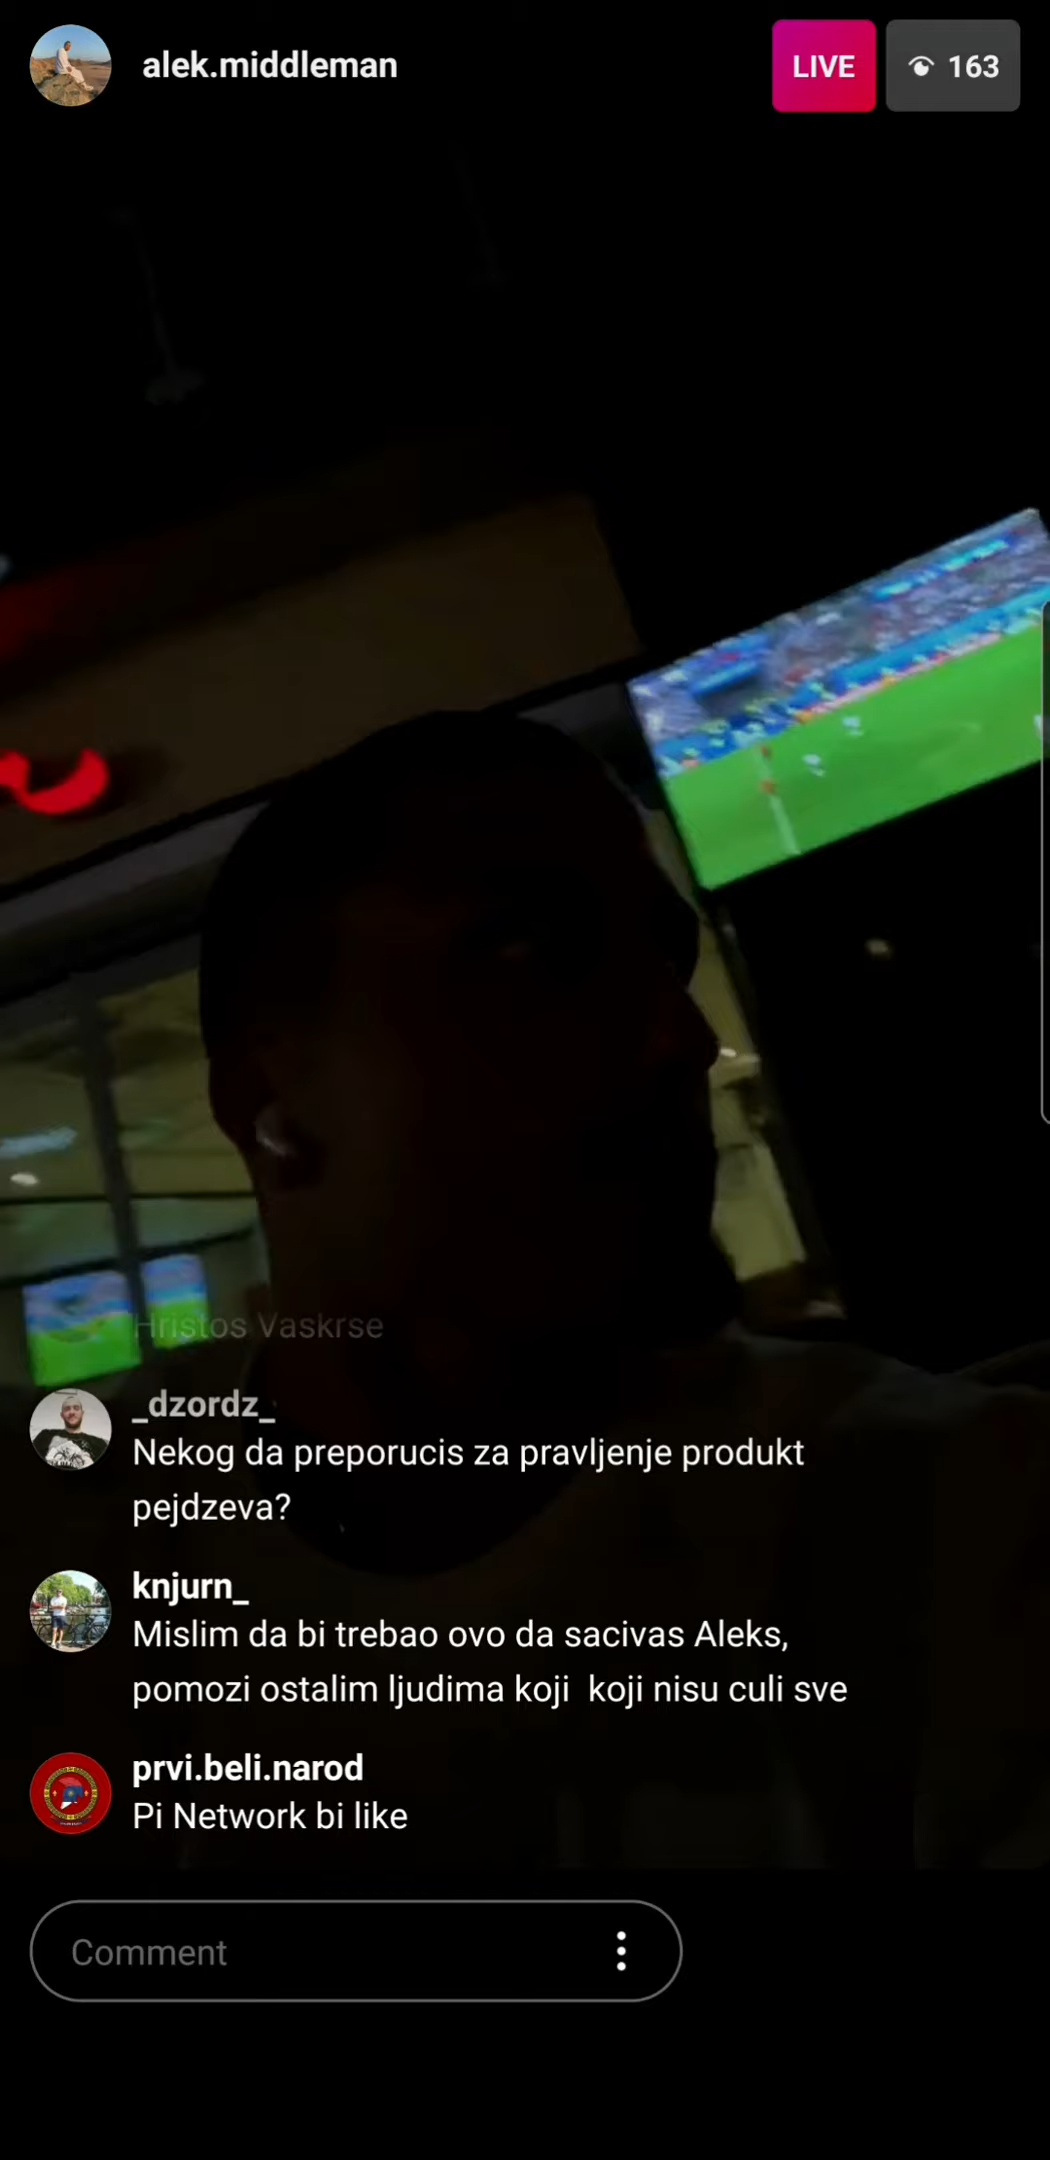 alek.middleman
LIVE
163
Hristos Vaskrse
_dzordz_
Nekog da preporucis za pravljenje produkt
pejdzeva?
knjurn_
Mislim da bi trebao ovo da sacivas Aleks,
pomozi ostalim ljudima koji  koji nisu culi sve
prvi.beli.narod
Pi Network bi like
Comment